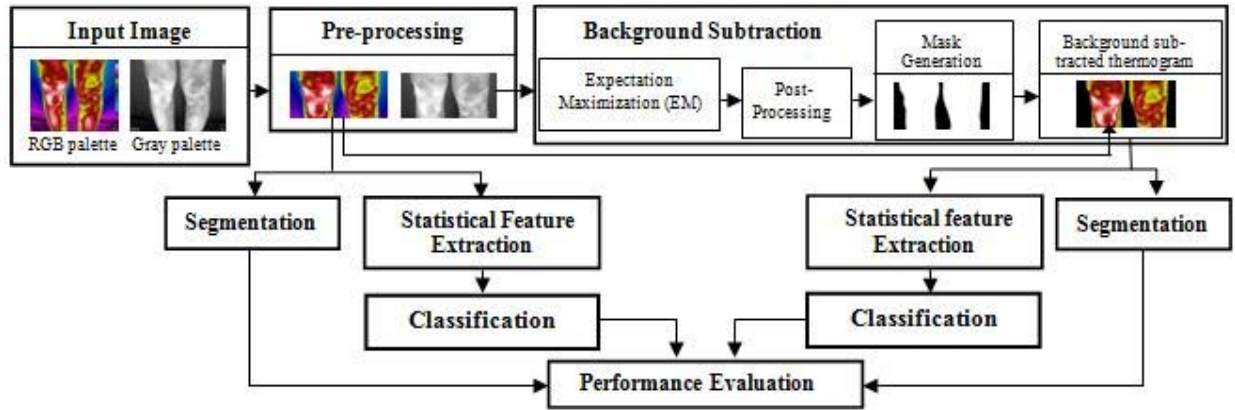 Input Image
RGB palette
Gray palette
Pre-processing
Background Subtraction
Expectation
Maximization (EM)
Post-
Processing
Mask
Generation
Background sub-
tracted thermogram
Segmentation
Statistical Feature
Extraction
Classification
Statistical feature
Extraction
Classification
Segmentation
Performance Evaluation